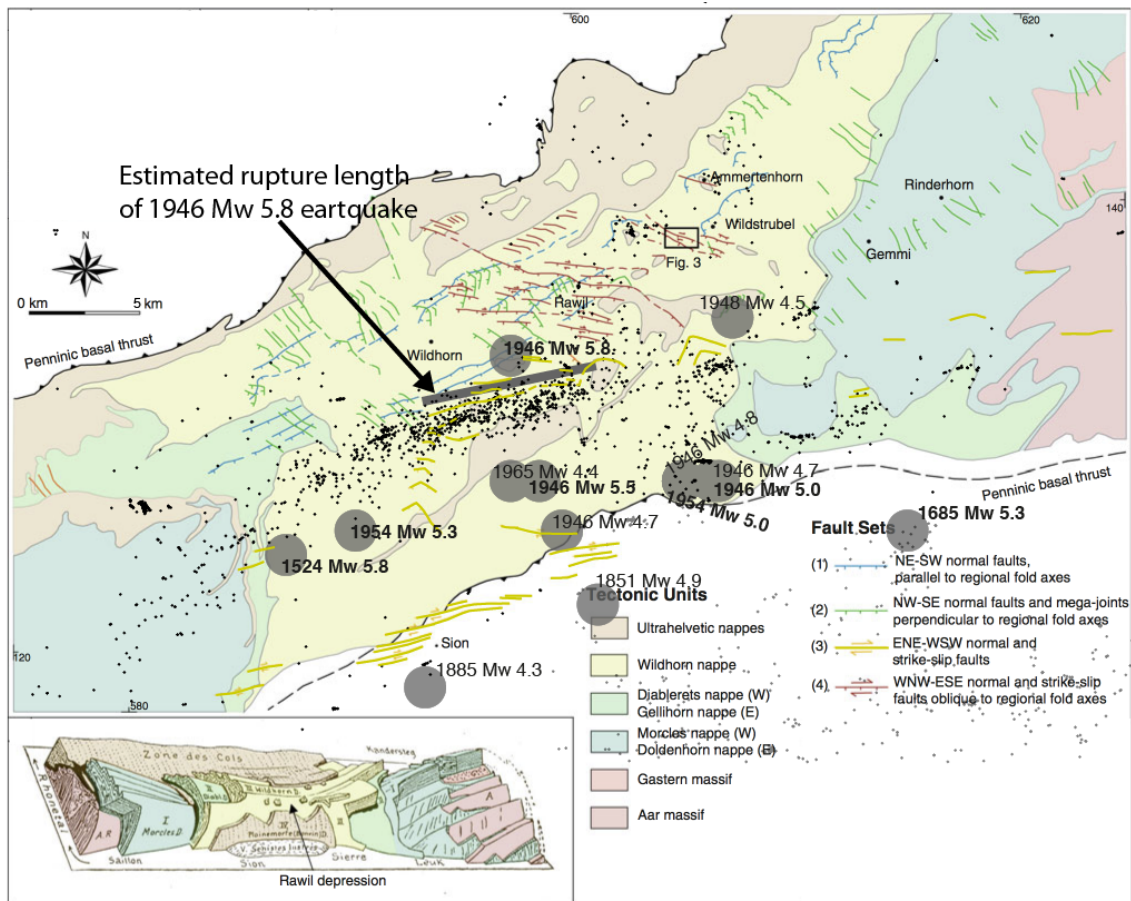 600
620
Estimated rupture length
of 1946 Mw 5.8 eartquake
Ammertenhorn
Rinderhorn
140
Wildstrubel
Gemmi
Fig. 3
N
0 km
5 km
Rawil
1948 Mw 4.5
Penninic basal thrust
Wildhorn
1946 Mw 5.8
1946 Mw 4.8
1965 Mw 4.4
1946 Mw 4.7
1946 Mw 5.5
1946 Mw 5.0
Penninic basal thrust
1954 Mw 5.0
1685 Mw 5.3
1954 Mw 5.3
1946 Mw 4.7
Fault Sets
1524 Mw 5.8
(1)
NE-SW normal faults,
parallel to regional fold axes
1851 Mw 4.9
Tectonic Units
(2)
NW-SE normal faults and mega-joints
perpendicular to regional fold axes
Ultrahelvetic nappes
Sion
(3)
ENE-WSW normal and
strike-slip faults
120
Wildhorn nappe
1885 Mw 4.3
(4)
WNW-ESE normal and strike-slip
faults oblique to regional fold axes
580
Diablerets nappe (W)
Gellihorn nappe (E)
Morcles nappe (W)
Doldenhorn nappe (E)
Gastern massif
Aar massif
Zone des Cols
Kandersteg
Rhonetal
Wildhorn D.
A.R.
I
Morcles D.
IV
A
V. Schistes lustrés
Saillon
Sion
Sierre
Leuk
Rawil depression